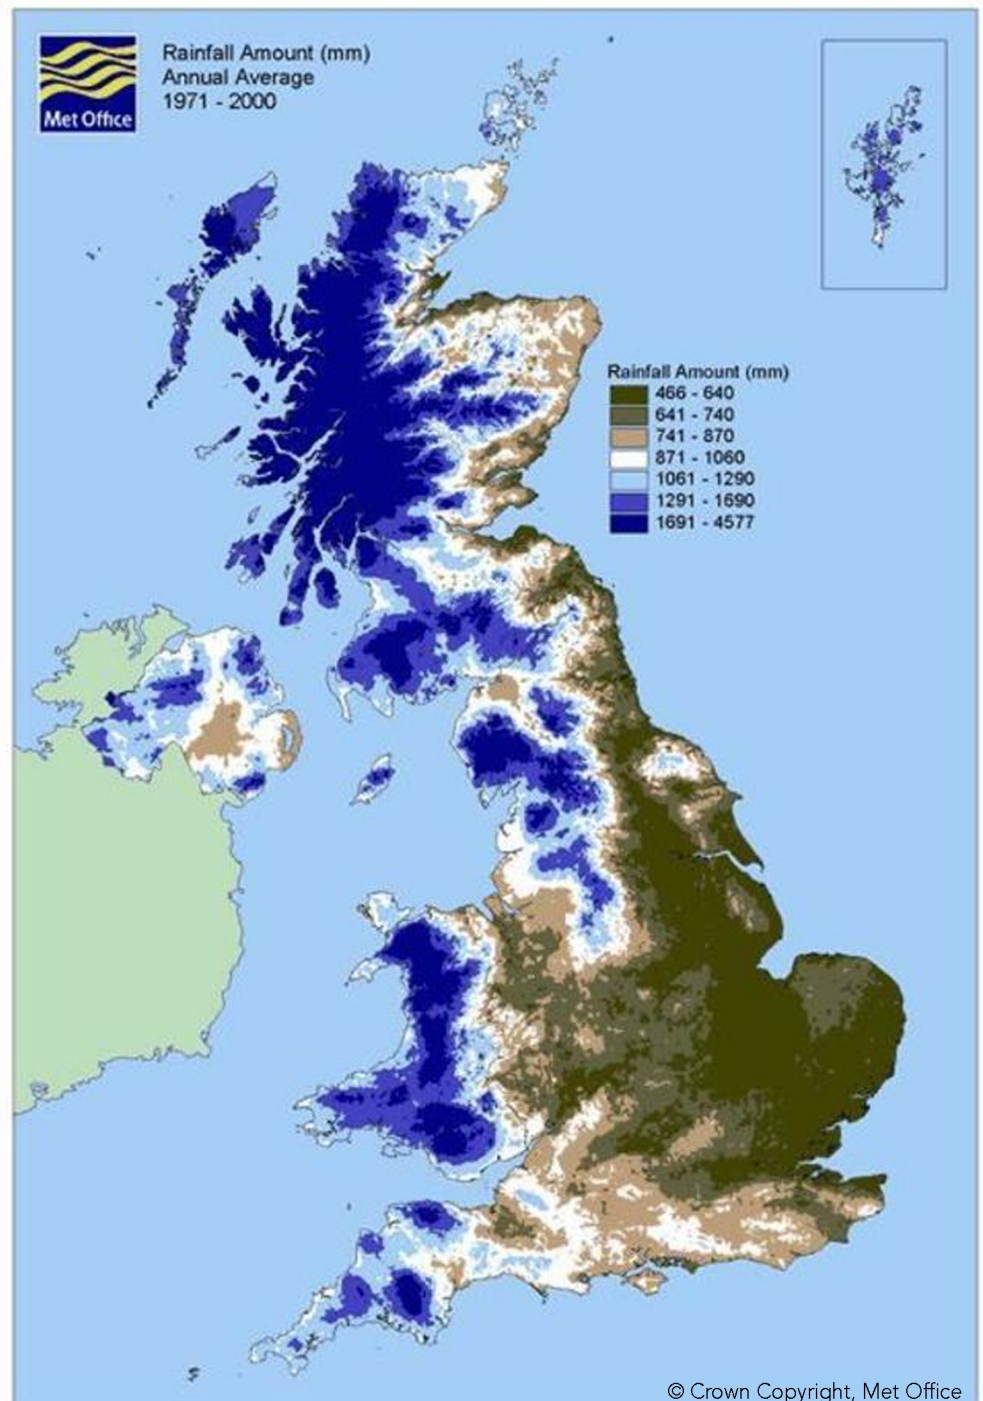 Met Office
Rainfall Amount (mm)
Annual Average
1971 - 2000
Rainfall Amount (mm)
466 - 640
641 - 740
741 - 870
871 - 1060
1061 - 1290
1291 - 1690
1691 - 4577
© Crown Copyright, Met Office